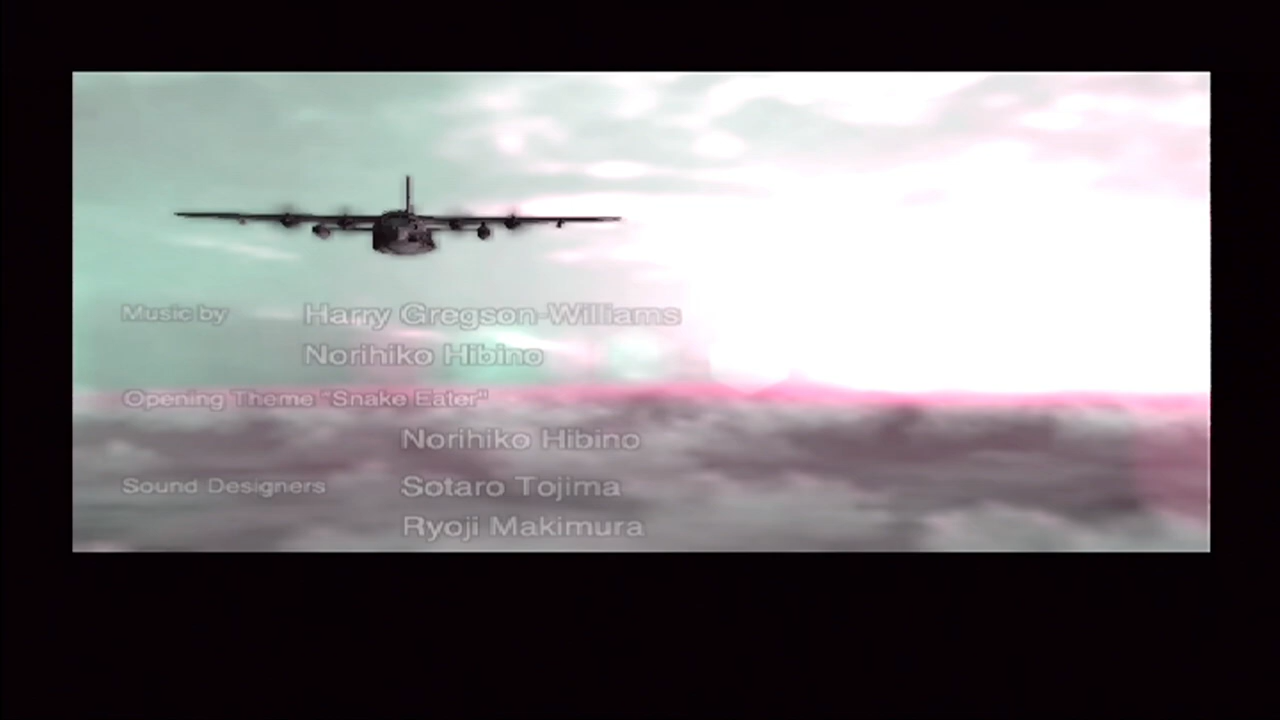 Music by Harry Gregson-Williams
Norihiko Hibino
Opening Theme "Snake Eater"
Norihiko Hibino
Sound Designers Sotaro Tojima
Ryoji Makimura